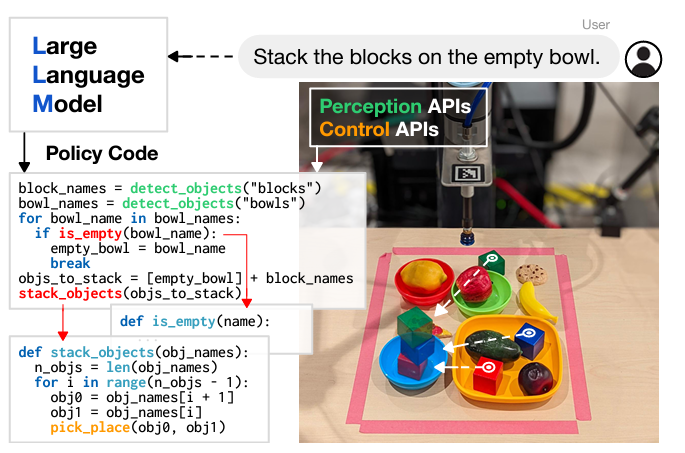 User
Stack the blocks on the empty bowl.
Large
Language
Model
Perception APIs
Control APIs
Policy Code
block_names = detect_objects("blocks")
bowl_names = detect_objects("bowls")
for bowl_name in bowl_names:
  if is_empty(bowl_name):
    empty_bowl = bowl_name
    break
objs_to_stack = [empty_bowl] + block_names
stack_objects(objs_to_stack)
def is_empty(name):
...
def stack_objects(obj_names):
  n_objs = len(obj_names)
  for i in range(n_objs - 1):
    obj0 = obj_names[i + 1]
    obj1 = obj_names[i]
    pick_place(obj0, obj1)